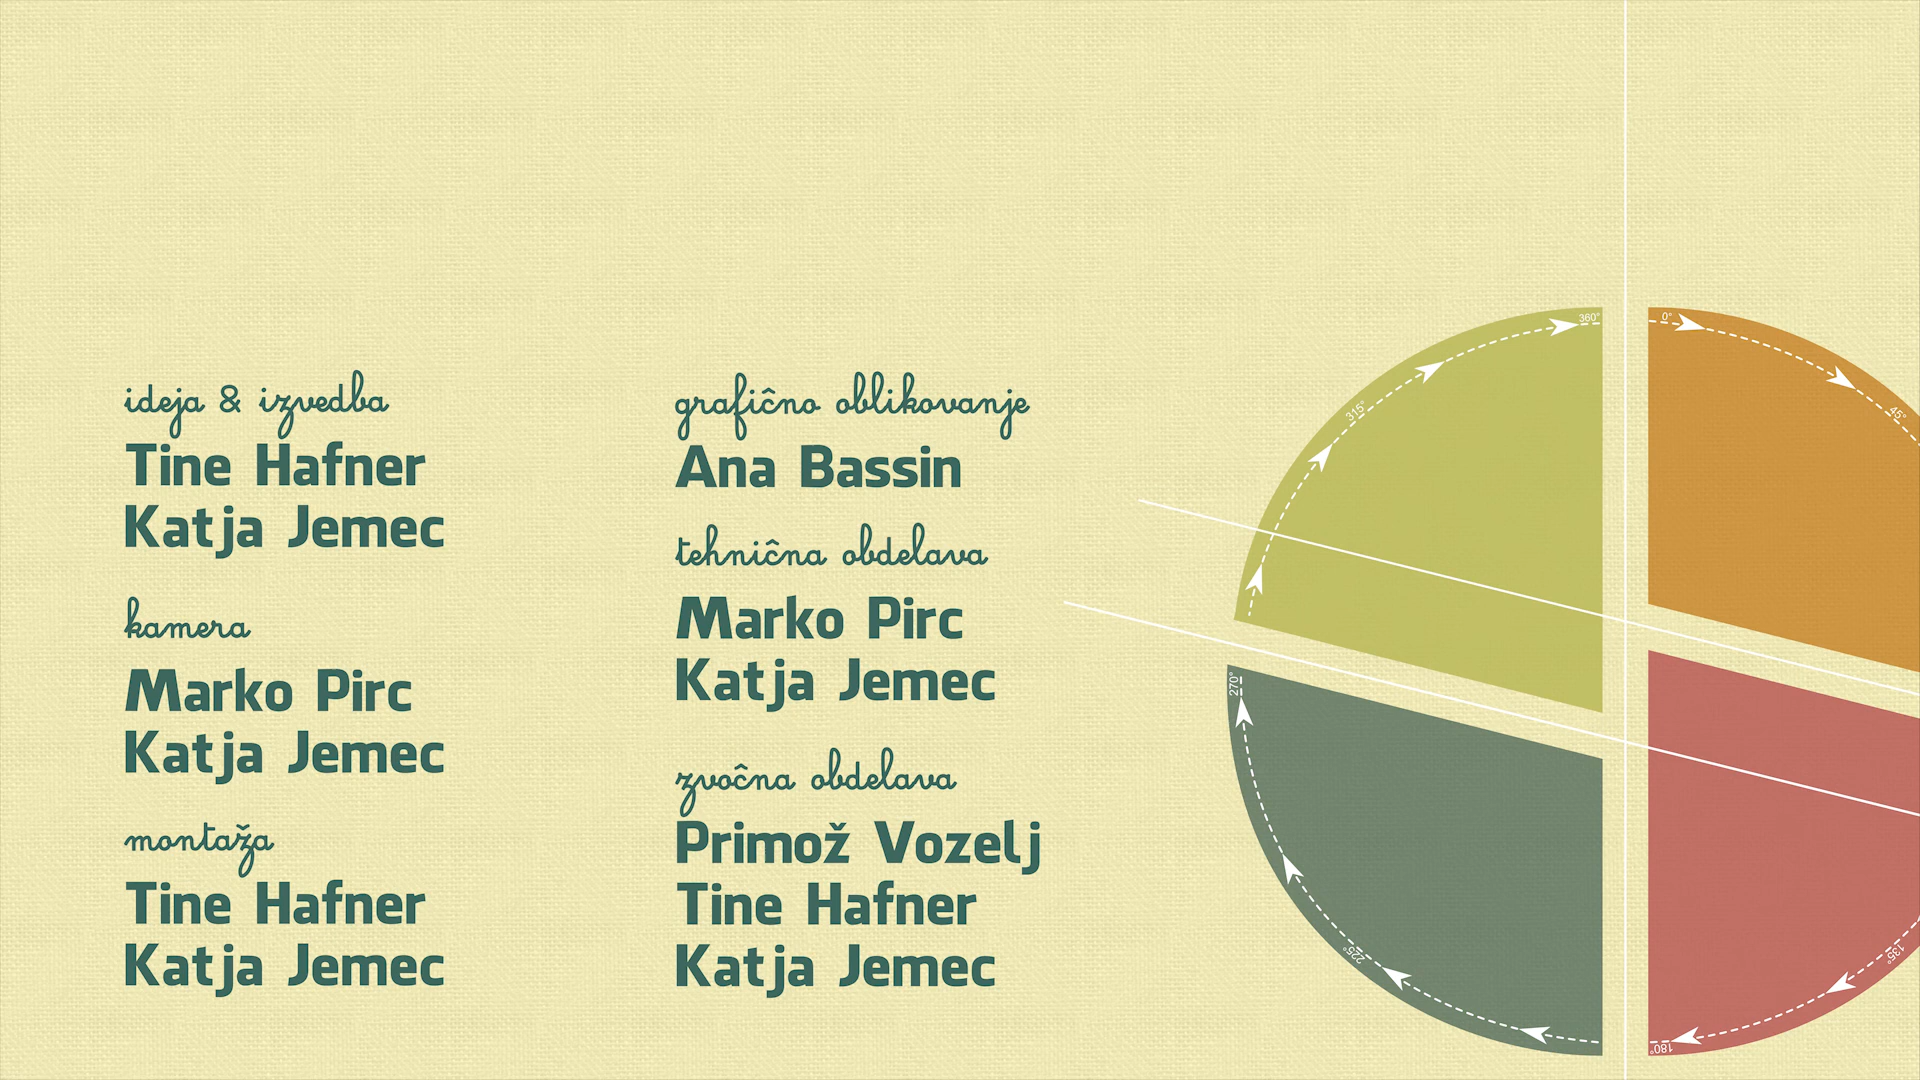 ideja & izvedba
Tine Hafner
Katja Jemec
kamera
Marko Pirc
Katja Jemec
montaža
Tine Hafner
Katja Jemec
grafično oblikovanje
Ana Bassin
tehnična obdelava
Marko Pirc
Katja Jemec
zvočna obdelava
Primož Vozelj
Tine Hafner
Katja Jemec
360°
0°
315°
45°
270°
225°
135°
180°